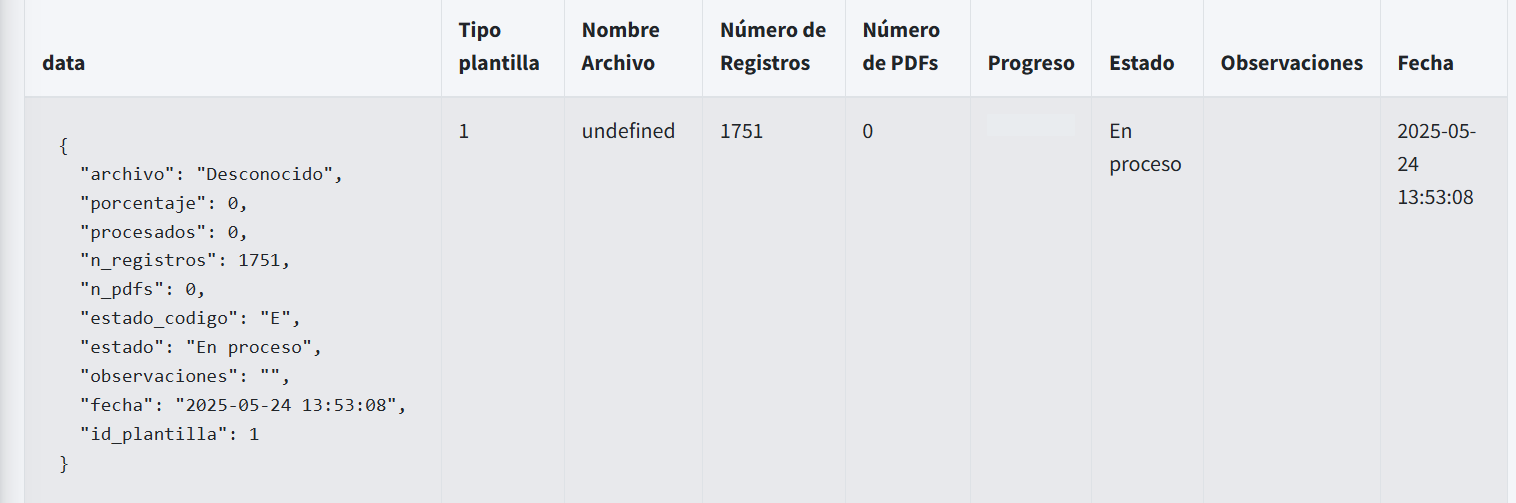 data
Tipo
plantilla
Nombre
Archivo
Número de
Registros
Número
de PDFs
Progreso
Estado
Observaciones
Fecha
{
"archivo": "Desconocido",
"porcentaje": 0,
"procesados": 0,
"n_registros": 1751,
"n_pdfs": 0,
"estado_codigo": "E",
"estado": "En proceso",
"observaciones": "",
"fecha": "2025-05-24 13:53:08",
"id_plantilla": 1
}
1
undefined
1751
0
En
proceso
2025-05-
24
13:53:08